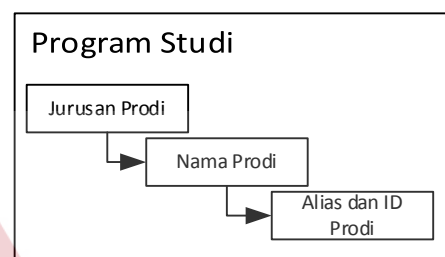 Program Studi
Jurusan Prodi
Nama Prodi
Alias dan ID
Prodi